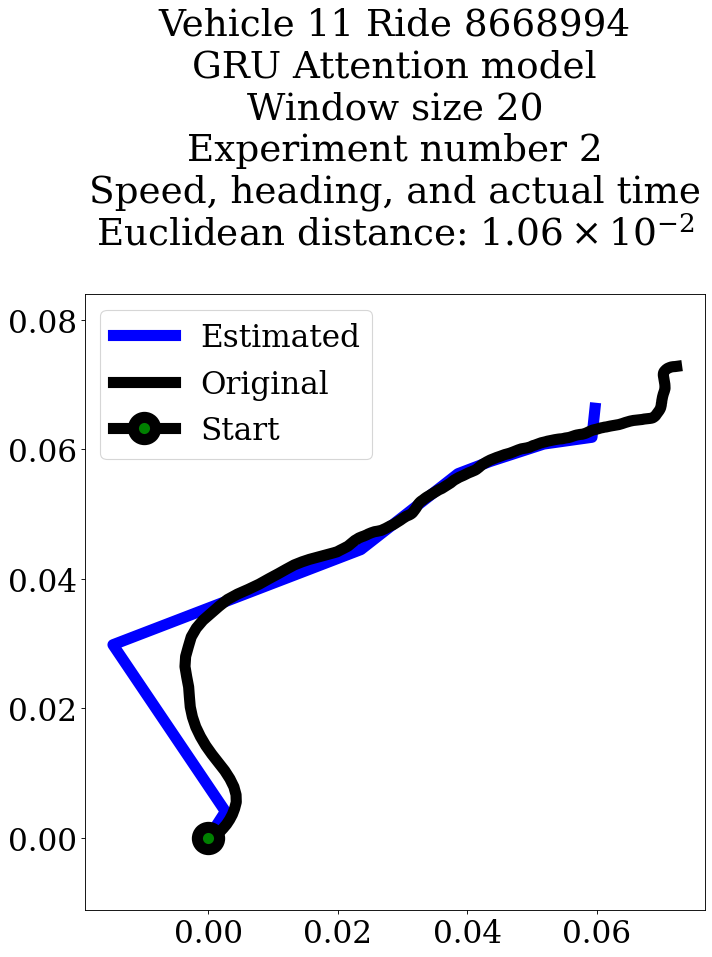 Vehicle 11 Ride 8668994
GRU Attention model
Window size 20
Experiment number 2
Speed, heading, and actual time
Euclidean distance: 1.06 × 10⁻²
0.08
0.06
0.04
0.02
0.00
Estimated
Original
Start
0.00 0.02 0.04 0.06